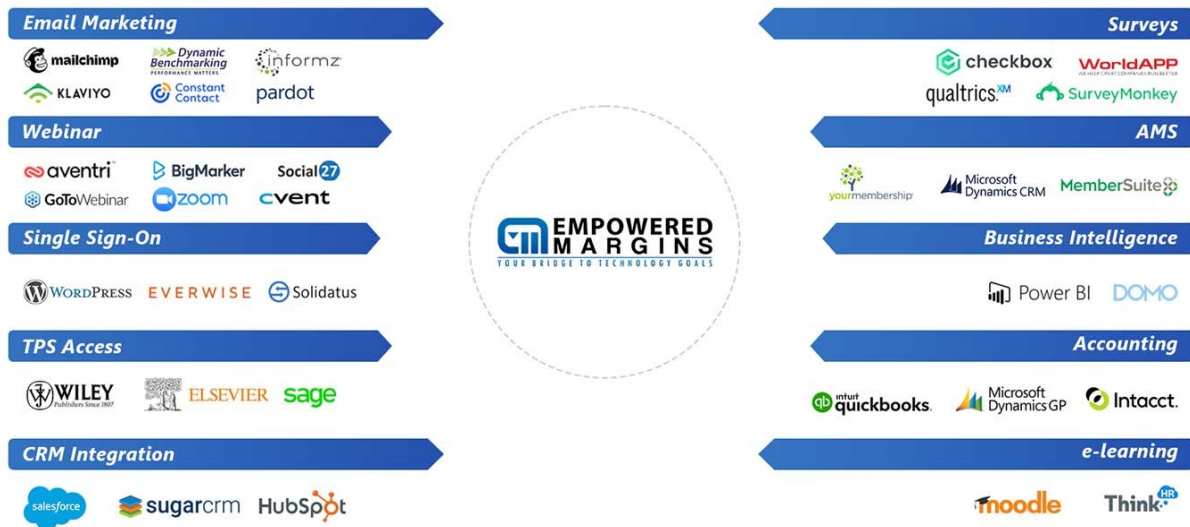 Email Marketing
mailchimp
Dynamic
Benchmarking
PERFORMANCE MATTERS
informz
KLAVIYO
Constant
Contact
pardot
Webinar
aventri
BigMarker
Social 27
GoToWebinar
zoom
cvent
Single Sign-On
WORDPRESS
EVERWISE
Solidatus
TPS Access
WILEY
Publishers Since 1807
ELSEVIER
sage
CRM Integration
salesforce
sugarcrm
HubSpot
EMPOWERED
MARGINS
YOUR BRIDGE TO TECHNOLOGY GOALS
Surveys
checkbox
WorldAPP
WE HELP GREAT COMPANIES RUN BETTER
qualtrics.XM
SurveyMonkey
AMS
yourmembership
Microsoft
Dynamics CRM
MemberSuite
Business Intelligence
Power BI
DOMO
Accounting
qb
intuit
quickbooks.
Microsoft
Dynamics GP
Intacct.
e-learning
moodle
Think HR